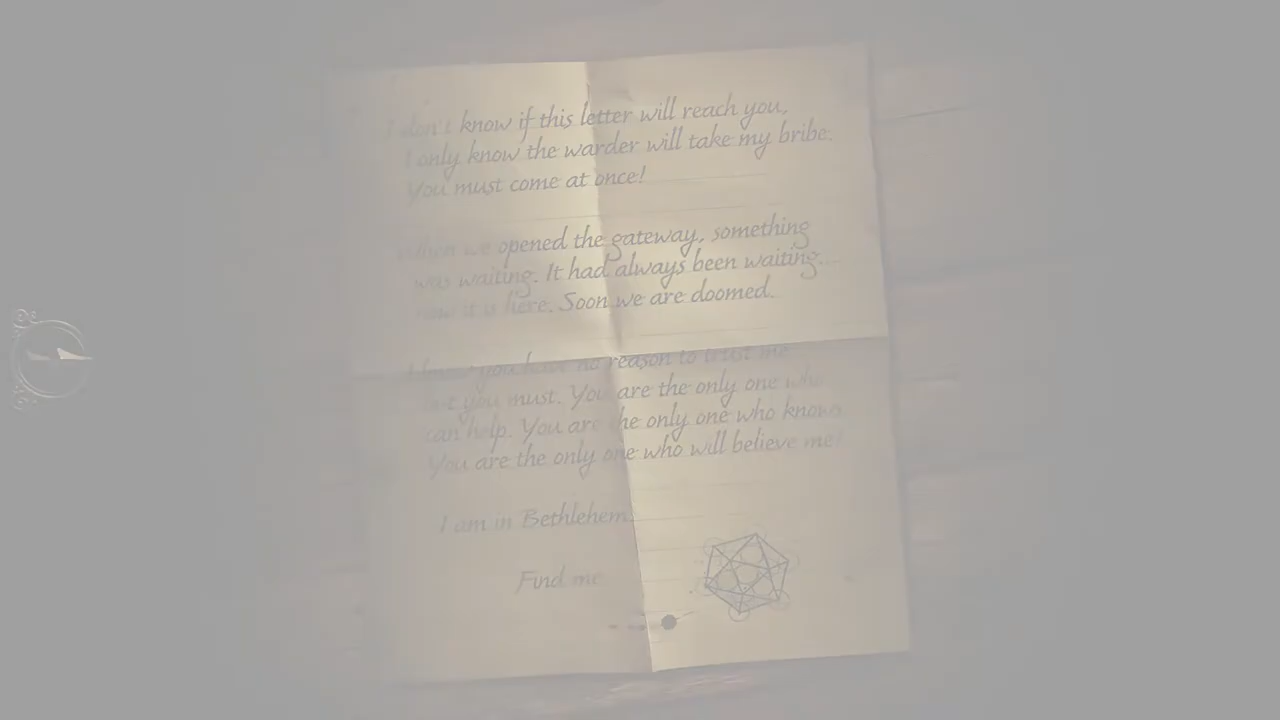 I don't know if this letter will reach you,
I only know the warder will take my bribe.
You must come at once!
When we opened the gateway, something
was waiting. It had always been waiting...
now it is here. Soon we are doomed.
I know you have no reason to trust me
but you must. You are the only one who
can help. You are the only one who knows
You are the only one who will believe me!
I am in Bethlehem.
Find me